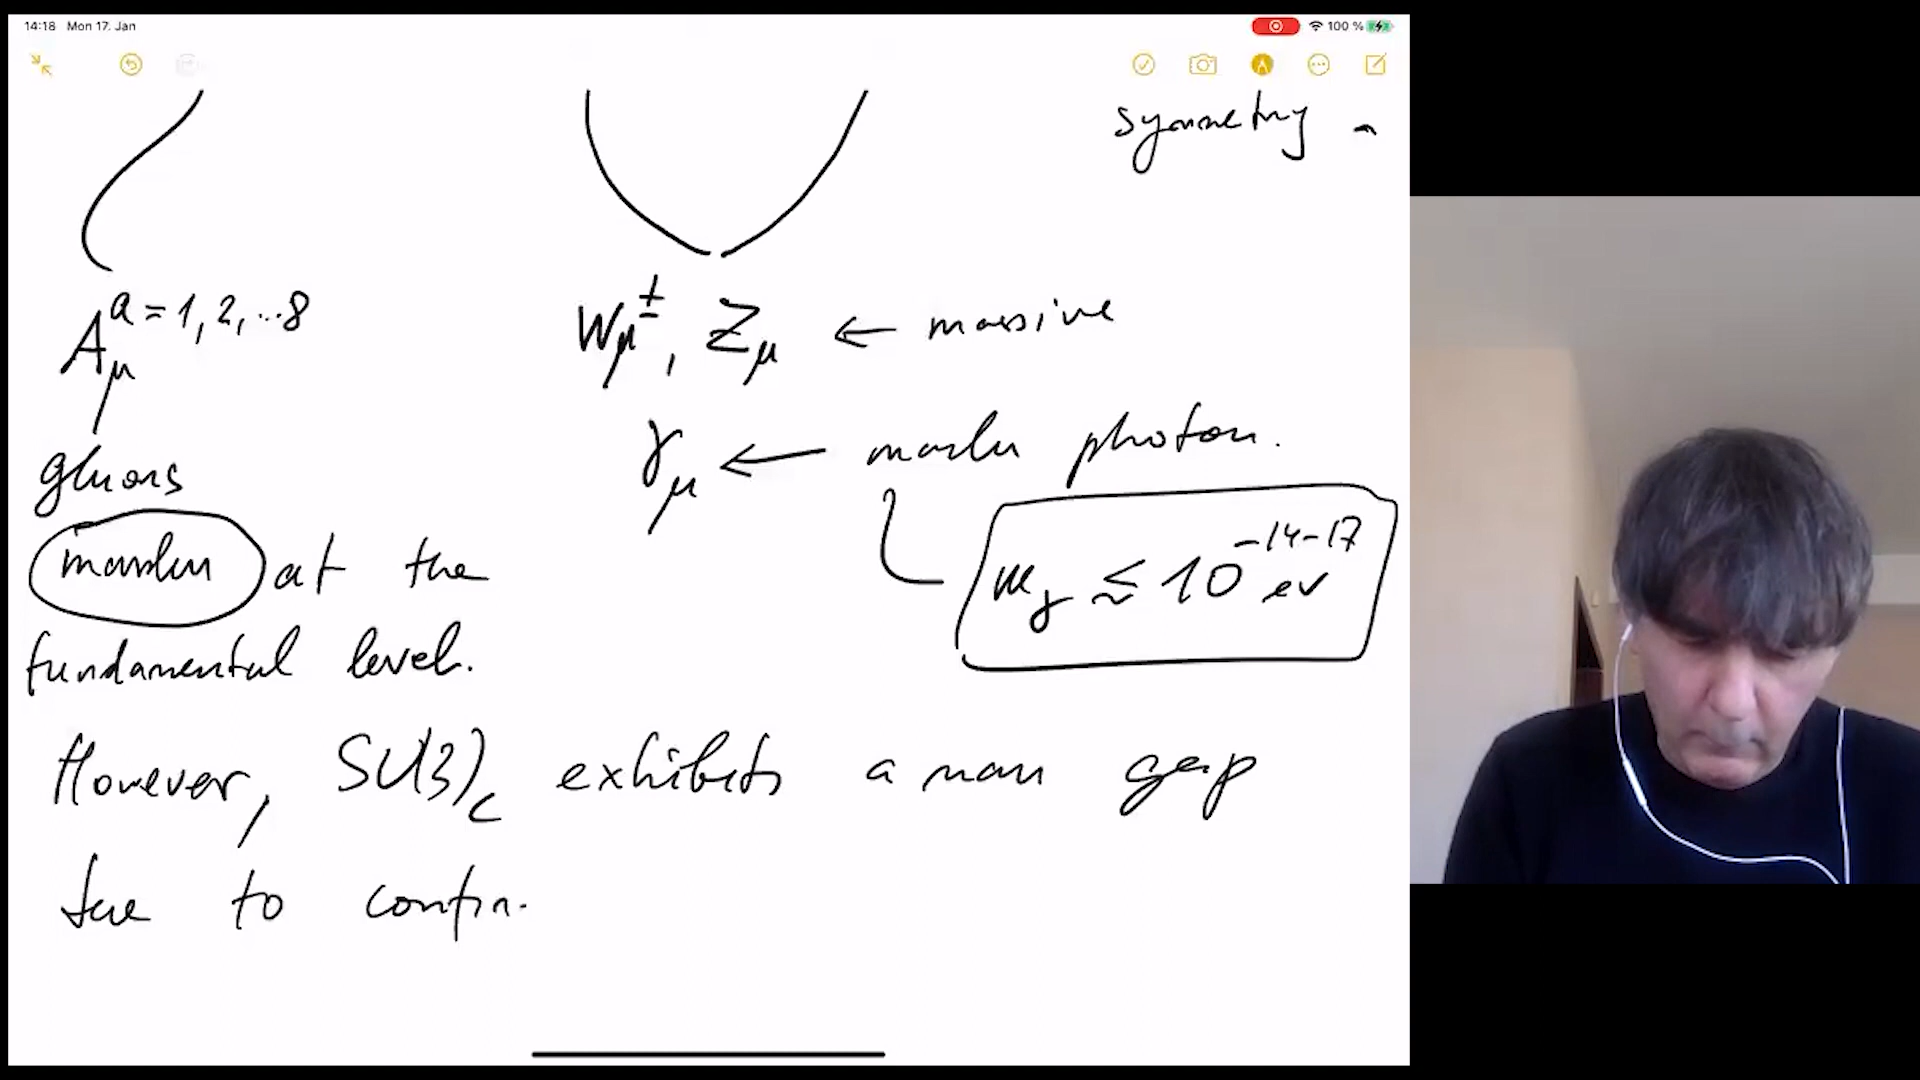 14:18 Mon 17. Jan
100 %
symmetry
A_μ^{a = 1, 2, ...8}
W_μ^±, Z_μ ← massive
gluons
γ_μ ← massless photon.
massless at the
m_γ ≲ 10^{-14-17} eV
fundamental level.
However, SU(3)_c exhibits a mass gap
due to confin.